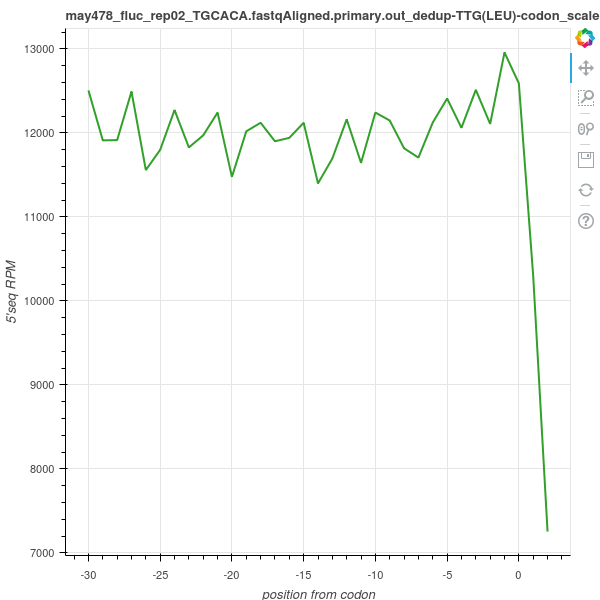 may478_fluc_rep02_TGCACA.fastqAligned.primary.out_dedup-TTG(LEU)-codon_scale
13000
12000
11000
10000
9000
8000
7000
5'seq RPM
-30 -25 -20 -15 -10 -5 0
position from codon